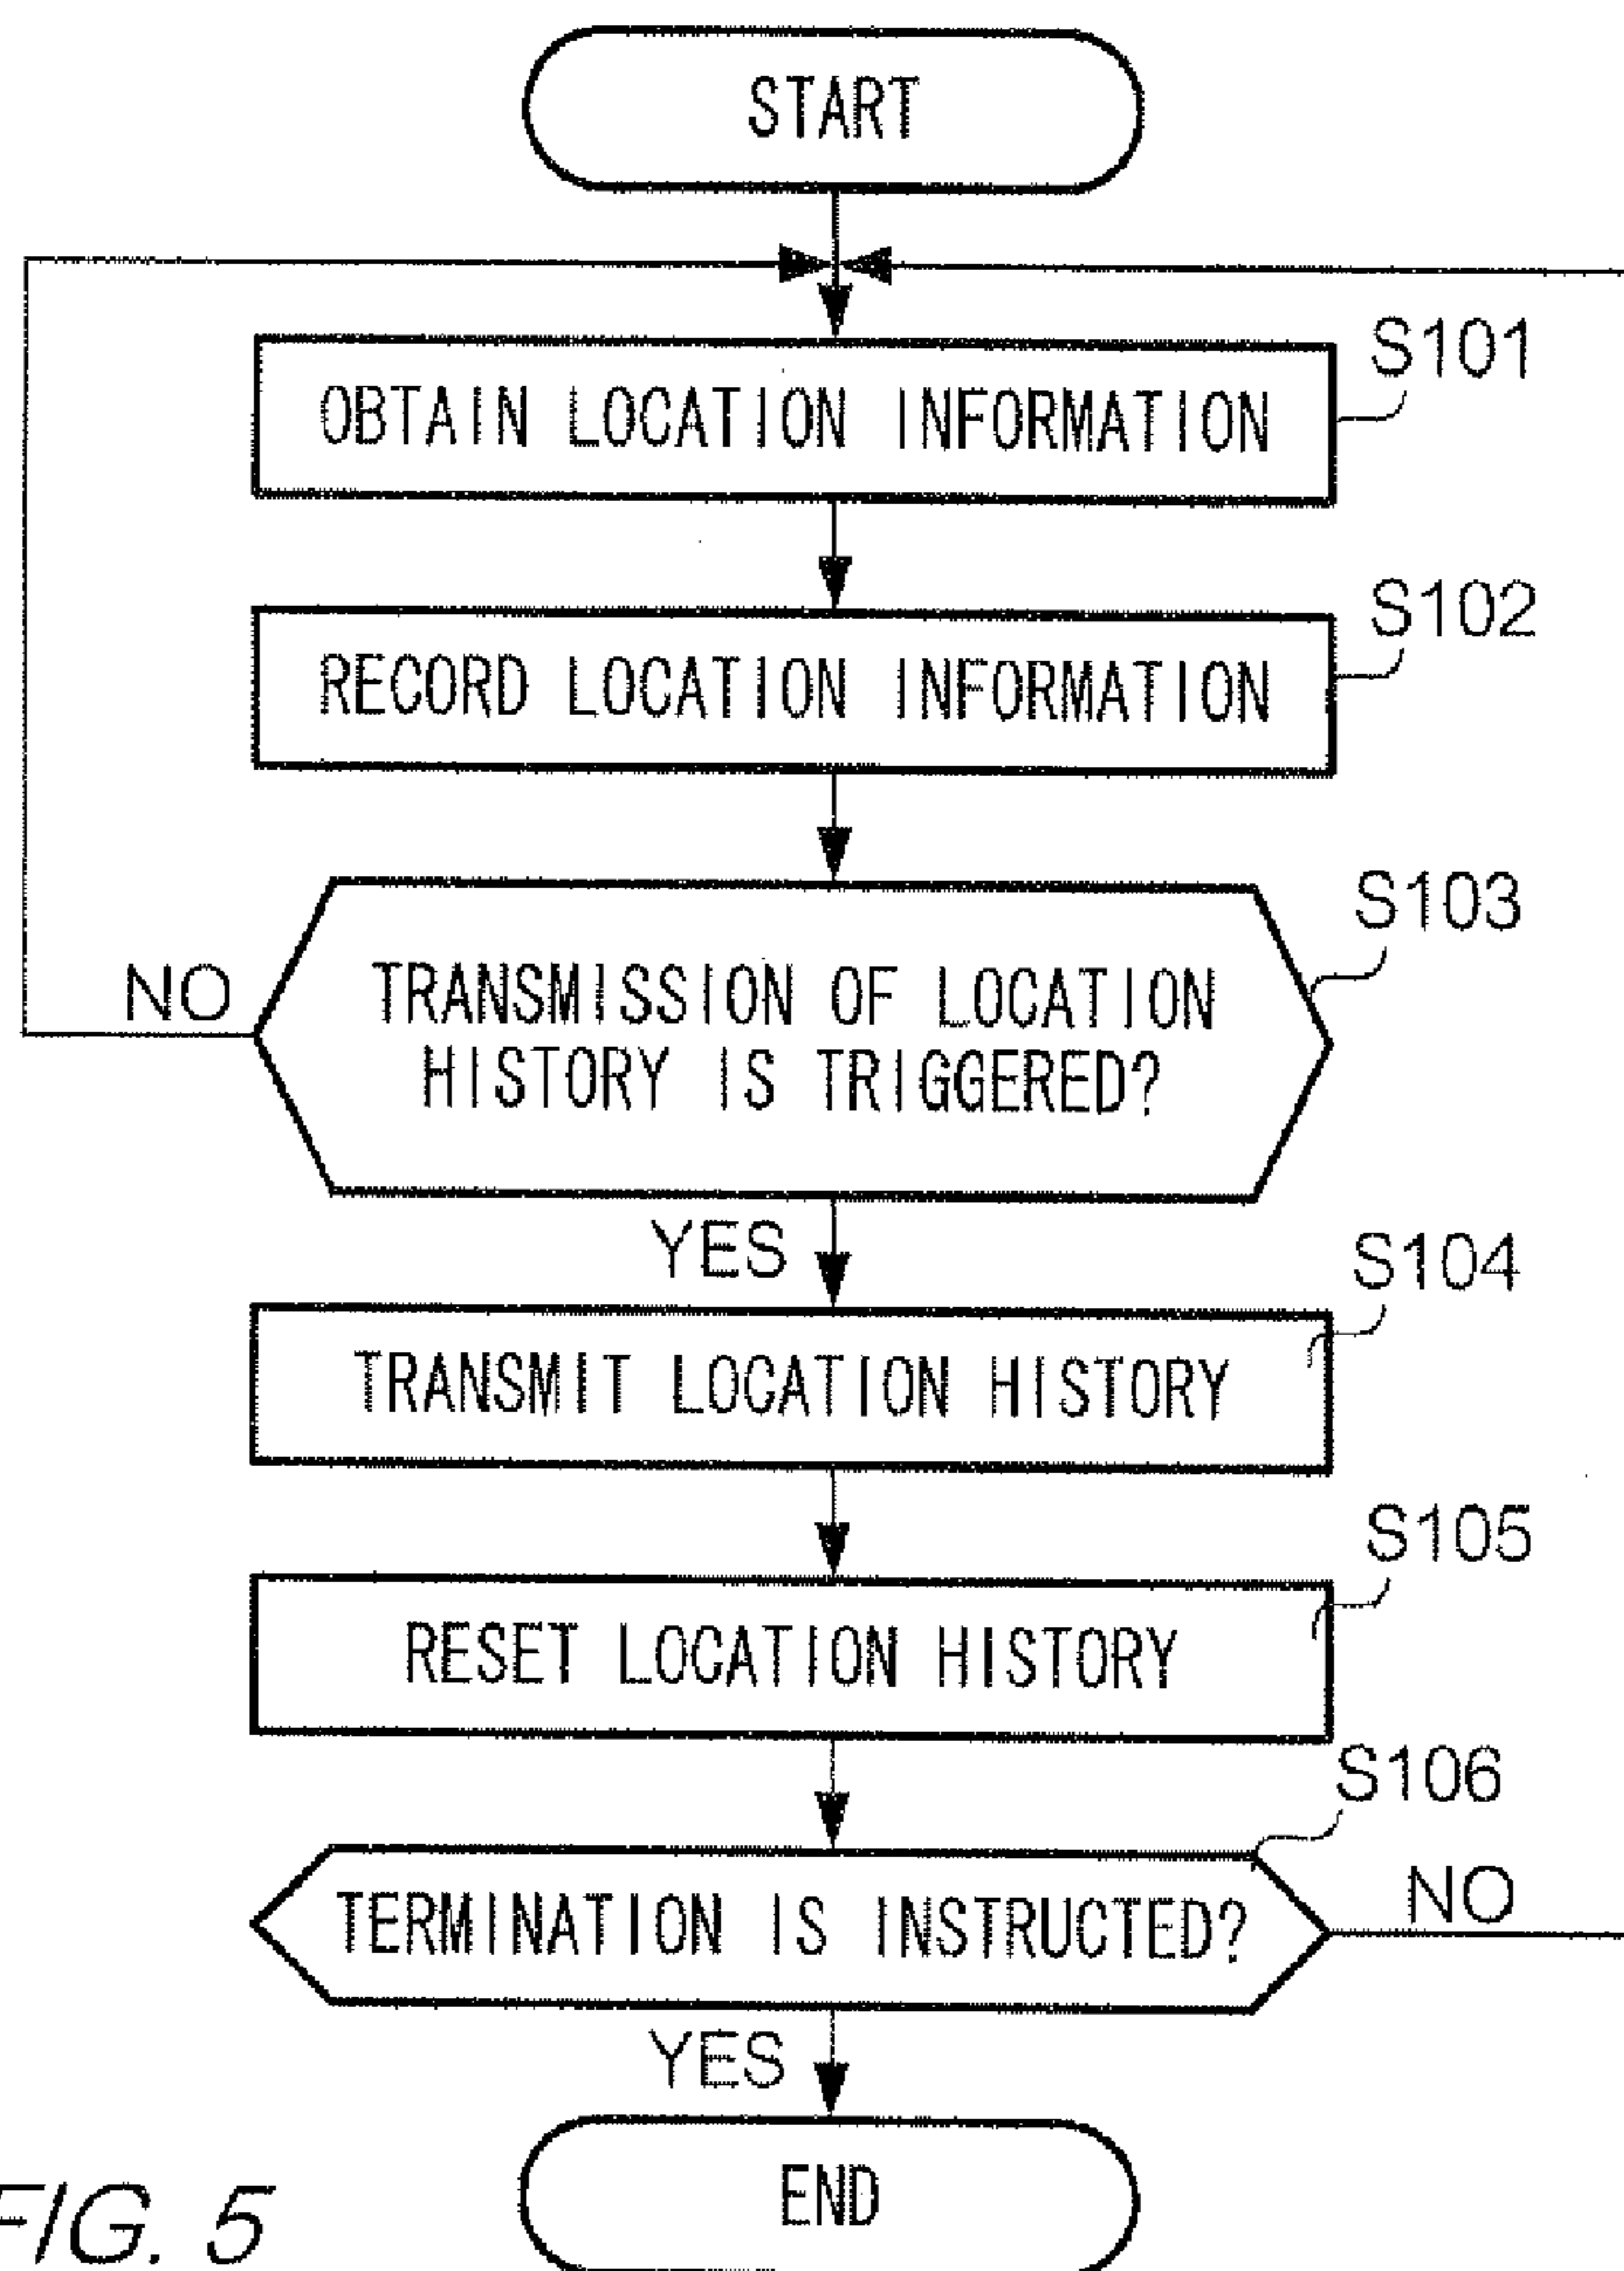 START
S101
OBTAIN LOCATION INFORMATION
S102
RECORD LOCATION INFORMATION
S103
NO
TRANSMISSION OF LOCATION
HISTORY IS TRIGGERED?
YES
S104
TRANSMIT LOCATION HISTORY
S105
RESET LOCATION HISTORY
S106
TERMINATION IS INSTRUCTED?
NO
YES
END
FIG. 5